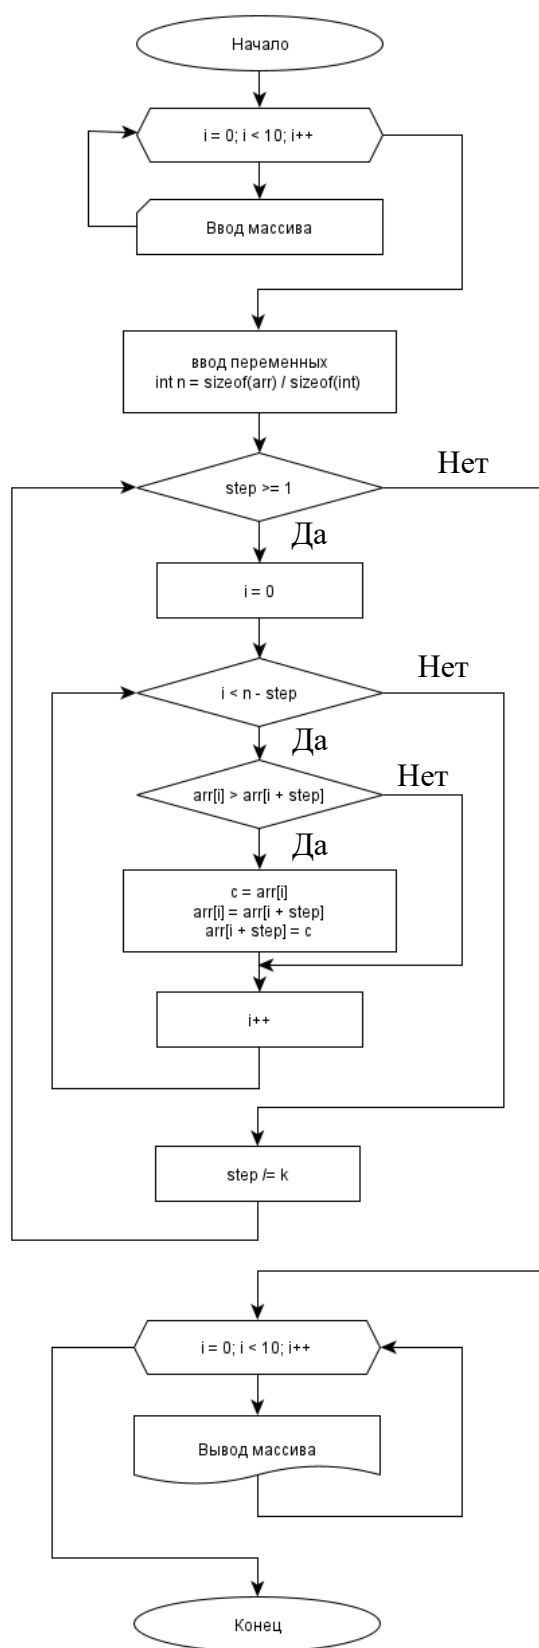 Начало
i = 0; i < 10; i++
Ввод массива
ввод переменных
int n = sizeof(arr) / sizeof(int)
step >= 1
Нет
Да
i = 0
i < n - step
Нет
Да
arr[i] > arr[i + step]
Нет
Да
c = arr[i]
arr[i] = arr[i + step]
arr[i + step] = c
i++
step /= k
i = 0; i < 10; i++
Вывод массива
Конец